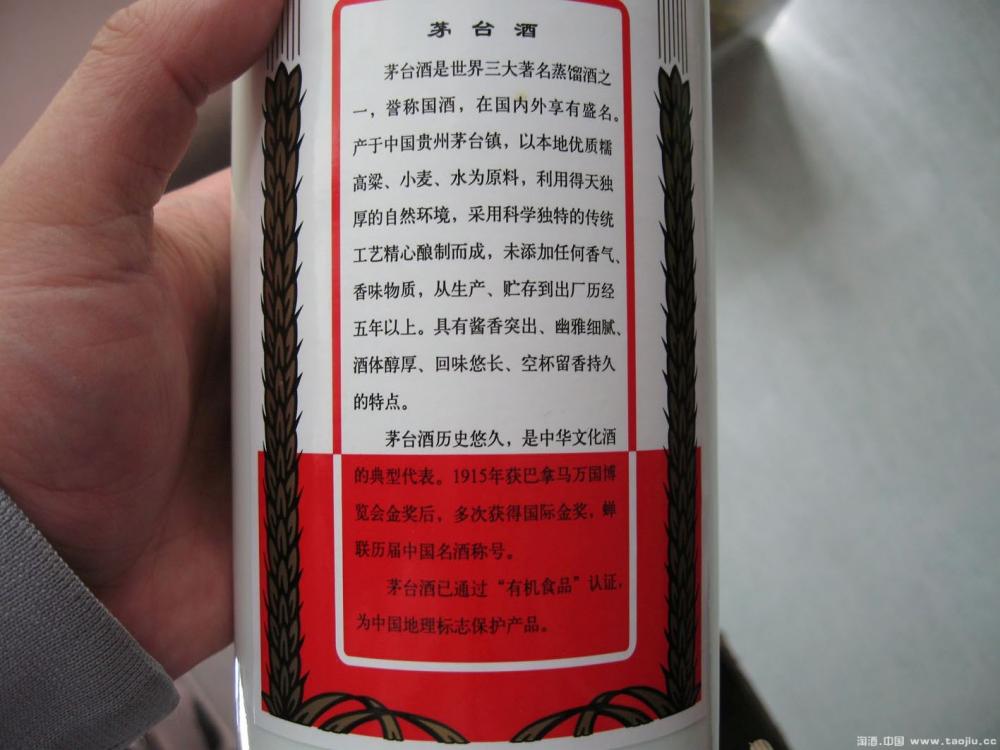 茅台酒
茅台酒是世界三大著名蒸馏酒之
一，誉称国酒，在国内外享有盛名。
产于中国贵州茅台镇，以本地优质糯
高梁、小麦、水为原料，利用得天独
厚的自然环境，采用科学独特的传统
工艺精心酿制而成，未添加任何香气、
香味物质，从生产、贮存到出厂历经
五年以上。具有酱香突出、幽雅细腻、
酒体醇厚、回味悠长、空杯留香持久
的特点。
茅台酒历史悠久，是中华文化酒
的典型代表。1915年获巴拿马万国博
览会金奖后，多次获得国际金奖，蝉
联历届中国名酒称号。
茅台酒已通过“有机食品”认证，
为中国地理标志保护产品。
淘酒.中国 www.taojiu.cc